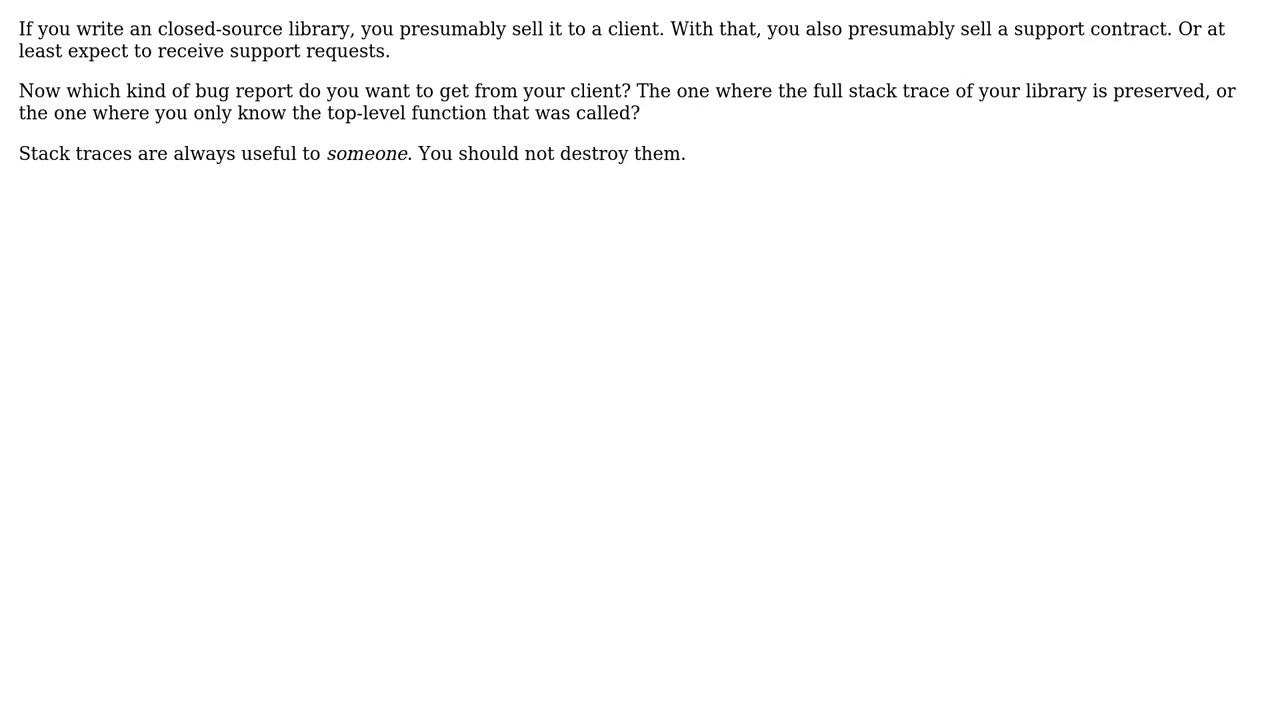 If you write an closed-source library, you presumably sell it to a client. With that, you also presumably sell a support contract. Or at
least expect to receive support requests.
Now which kind of bug report do you want to get from your client? The one where the full stack trace of your library is preserved, or
the one where you only know the top-level function that was called?
Stack traces are always useful to someone. You should not destroy them.